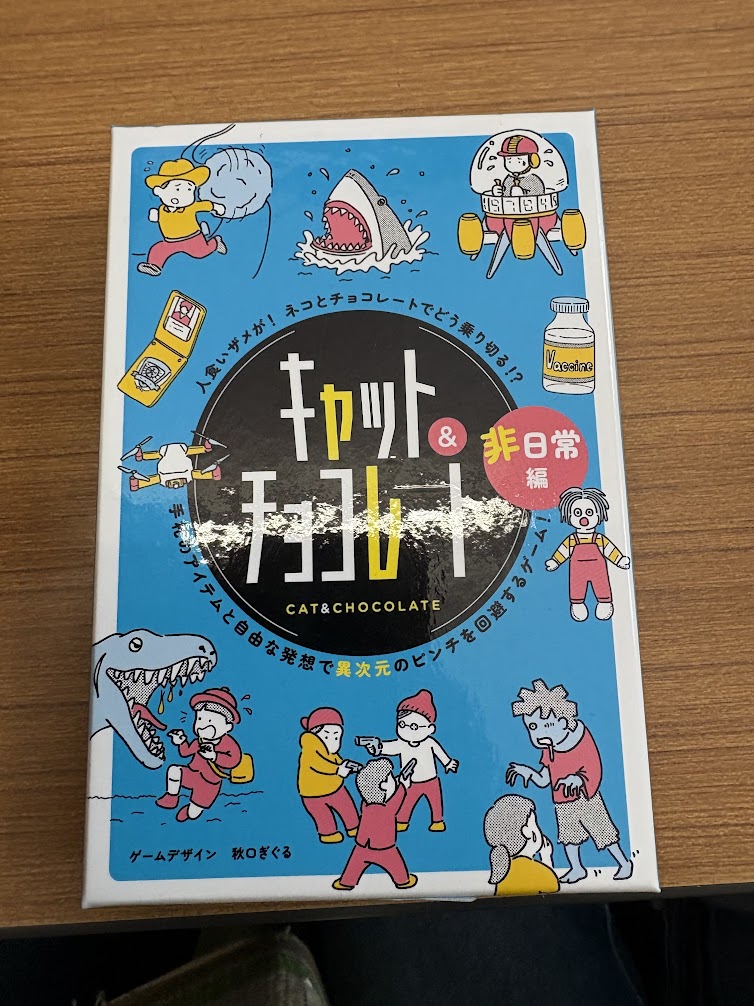 人食いザメが! ネコとチョコレートでどう乗り切る!?
キャット&
チョコレート
非日常
編
CAT&CHOCOLATE
手札のアイテムと自由な発想で異次元のピンチを回避するゲーム!
Vaccine
ゲームデザイン 秋口ぎぐる